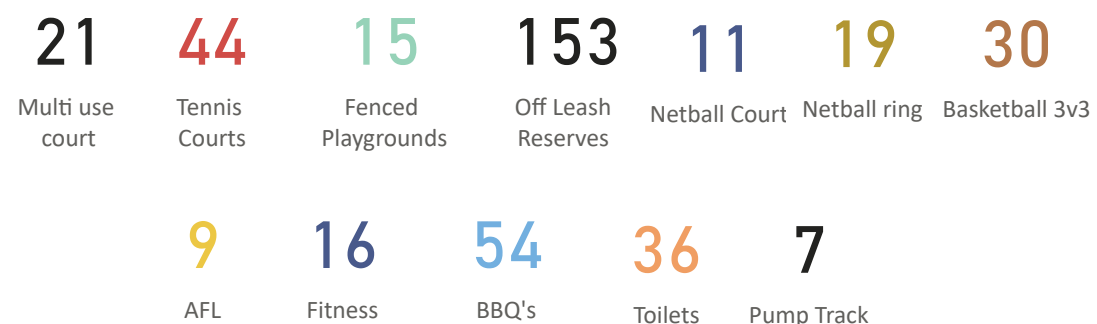 21 44 15 153 11 19 30
Multi use Tennis Fenced Off Leash Netball Court Netball ring Basketball 3v3
court Courts Playgrounds Reserves
9 16 54 36 7
AFL Fitness BBQ's Toilets Pump Track